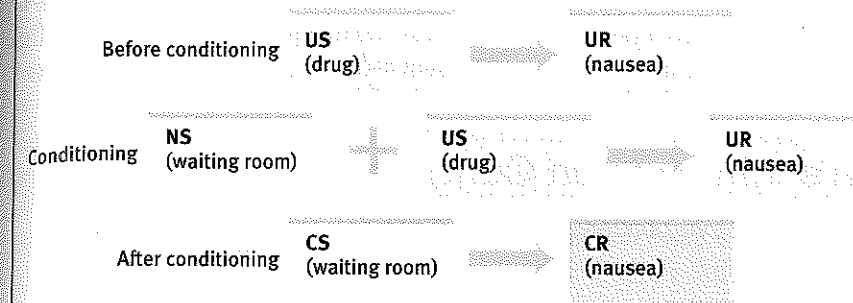 Before conditioning US UR
(drug) (nausea)
Conditioning NS US UR
(waiting room) + (drug) (nausea)
After conditioning CS CR
(waiting room) (nausea)